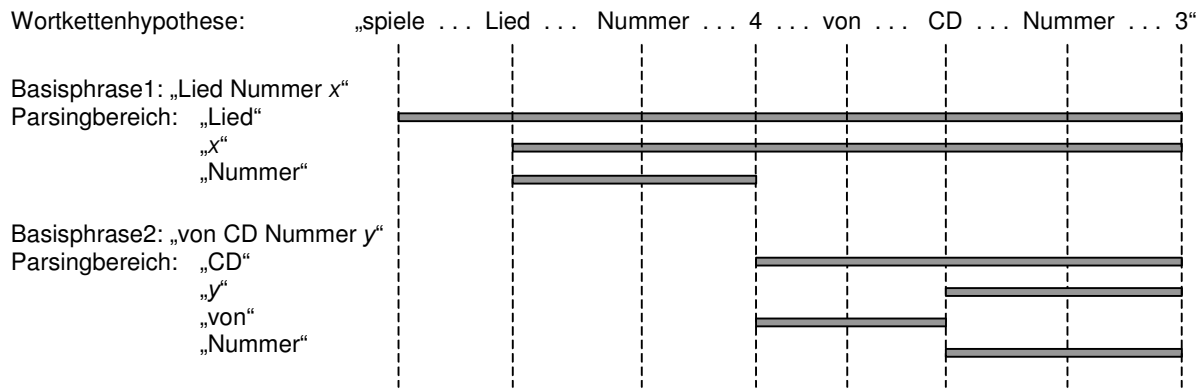 Wortkettenhypothese: „spiele . . . Lied . . . Nummer . . . 4 . . . von . . . CD . . . Nummer . . . 3“
Basisphrase1: „Lied Nummer x“
Parsingbereich: „Lied“
„x“
„Nummer“
Basisphrase2: „von CD Nummer y“
Parsingbereich: „CD“
„y“
„von“
„Nummer“